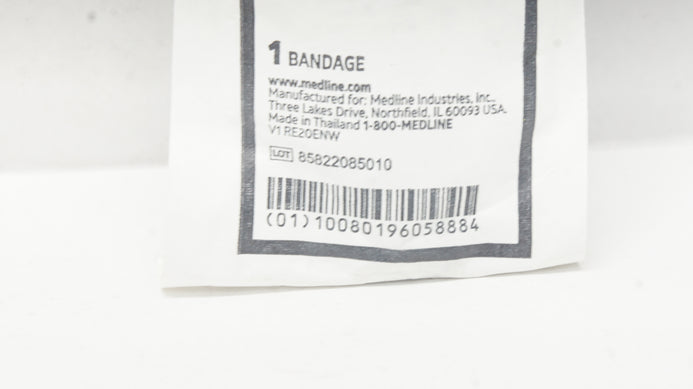 1 BANDAGE
www.medline.com
Manufactured for: Medline Industries, Inc.,
Three Lakes Drive, Northfield, IL 60093 USA.
Made in Thailand 1-800-MEDLINE
V1 RE20ENW
LOT 85822085010
(01)10080196058884